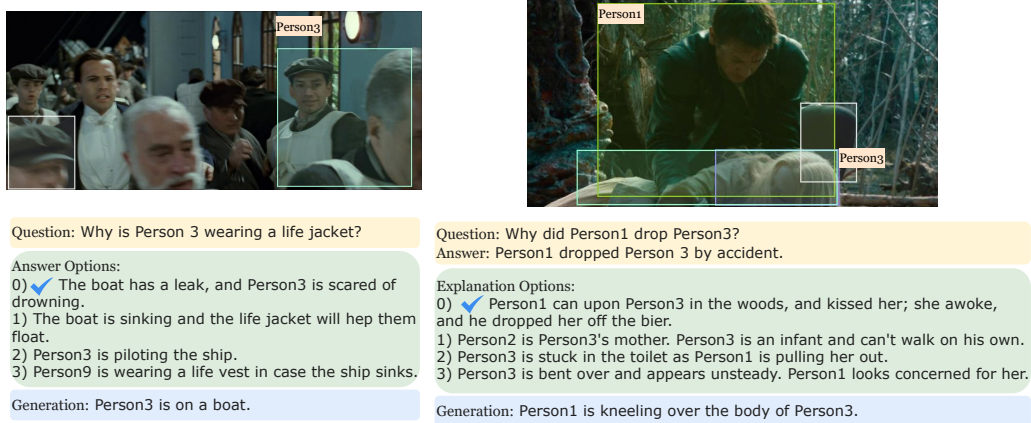 Person3
Question: Why is Person 3 wearing a life jacket?
Answer Options:
0) The boat has a leak, and Person3 is scared of
drowning.
1) The boat is sinking and the life jacket will hep them
float.
2) Person3 is piloting the ship.
3) Person9 is wearing a life vest in case the ship sinks.
Generation: Person3 is on a boat.
Person1
Person3
Question: Why did Person1 drop Person3?
Answer: Person1 dropped Person 3 by accident.
Explanation Options:
0) Person1 can upon Person3 in the woods, and kissed her; she awoke,
and he dropped her off the bier.
1) Person2 is Person3's mother. Person3 is an infant and can't walk on his own.
2) Person3 is stuck in the toilet as Person1 is pulling her out.
3) Person3 is bent over and appears unsteady. Person1 looks concerned for her.
Generation: Person1 is kneeling over the body of Person3.